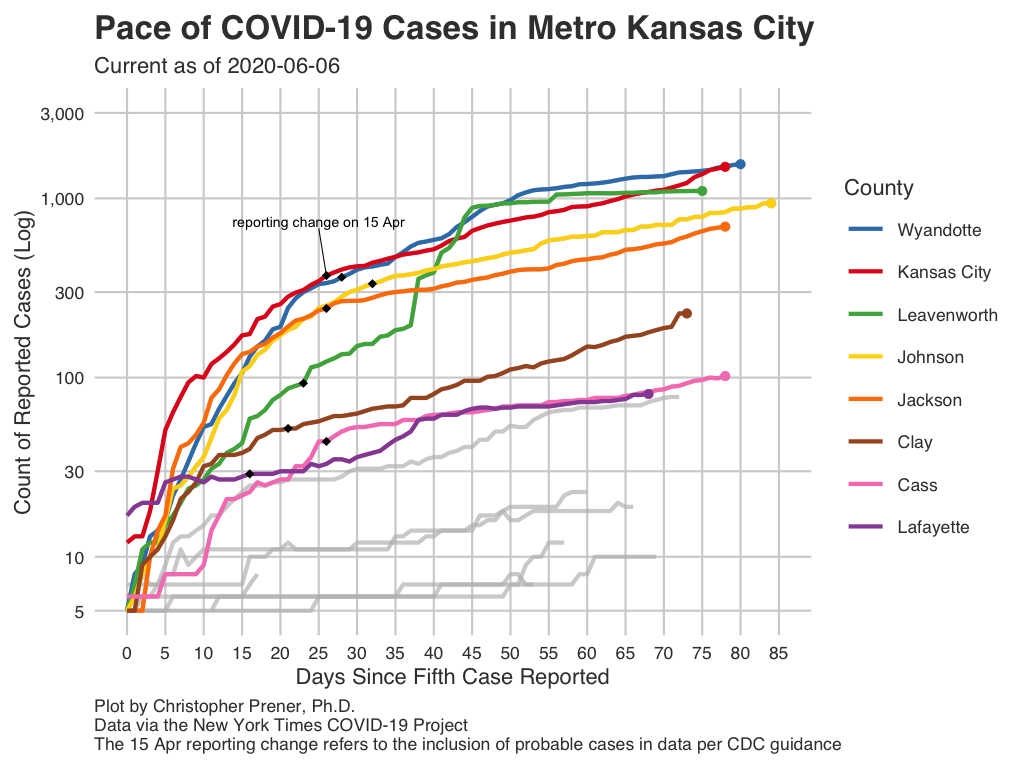 Pace of COVID-19 Cases in Metro Kansas City
Current as of 2020-06-06
Count of Reported Cases (Log)
3,000
1,000
300
100
30
10
5
reporting change on 15 Apr
0 5 10 15 20 25 30 35 40 45 50 55 60 65 70 75 80 85
Days Since Fifth Case Reported
County
Wyandotte
Kansas City
Leavenworth
Johnson
Jackson
Clay
Cass
Lafayette
Plot by Christopher Prener, Ph.D.
Data via the New York Times COVID-19 Project
The 15 Apr reporting change refers to the inclusion of probable cases in data per CDC guidance